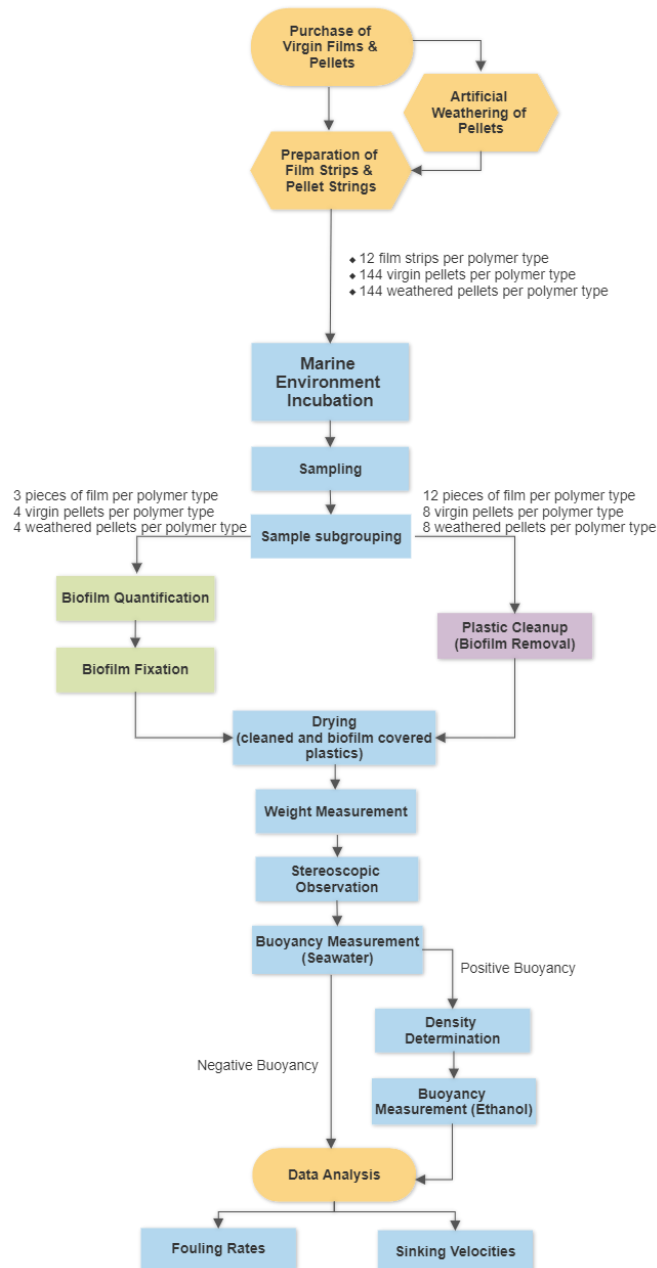 Purchase of
Virgin Films &
Pellets
Artificial
Weathering of
Pellets
Preparation of
Film Strips &
Pellet Strings
◆ 12 film strips per polymer type
◆ 144 virgin pellets per polymer type
◆ 144 weathered pellets per polymer type
Marine
Environment
Incubation
Sampling
3 pieces of film per polymer type
4 virgin pellets per polymer type
4 weathered pellets per polymer type
12 pieces of film per polymer type
8 virgin pellets per polymer type
8 weathered pellets per polymer type
Sample subgrouping
Biofilm Quantification
Biofilm Fixation
Plastic Cleanup
(Biofilm Removal)
Drying
(cleaned and biofilm covered
plastics)
Weight Measurement
Stereoscopic
Observation
Buoyancy Measurement
(Seawater)
Positive Buoyancy
Density
Determination
Negative Buoyancy
Buoyancy
Measurement (Ethanol)
Data Analysis
Fouling Rates
Sinking Velocities